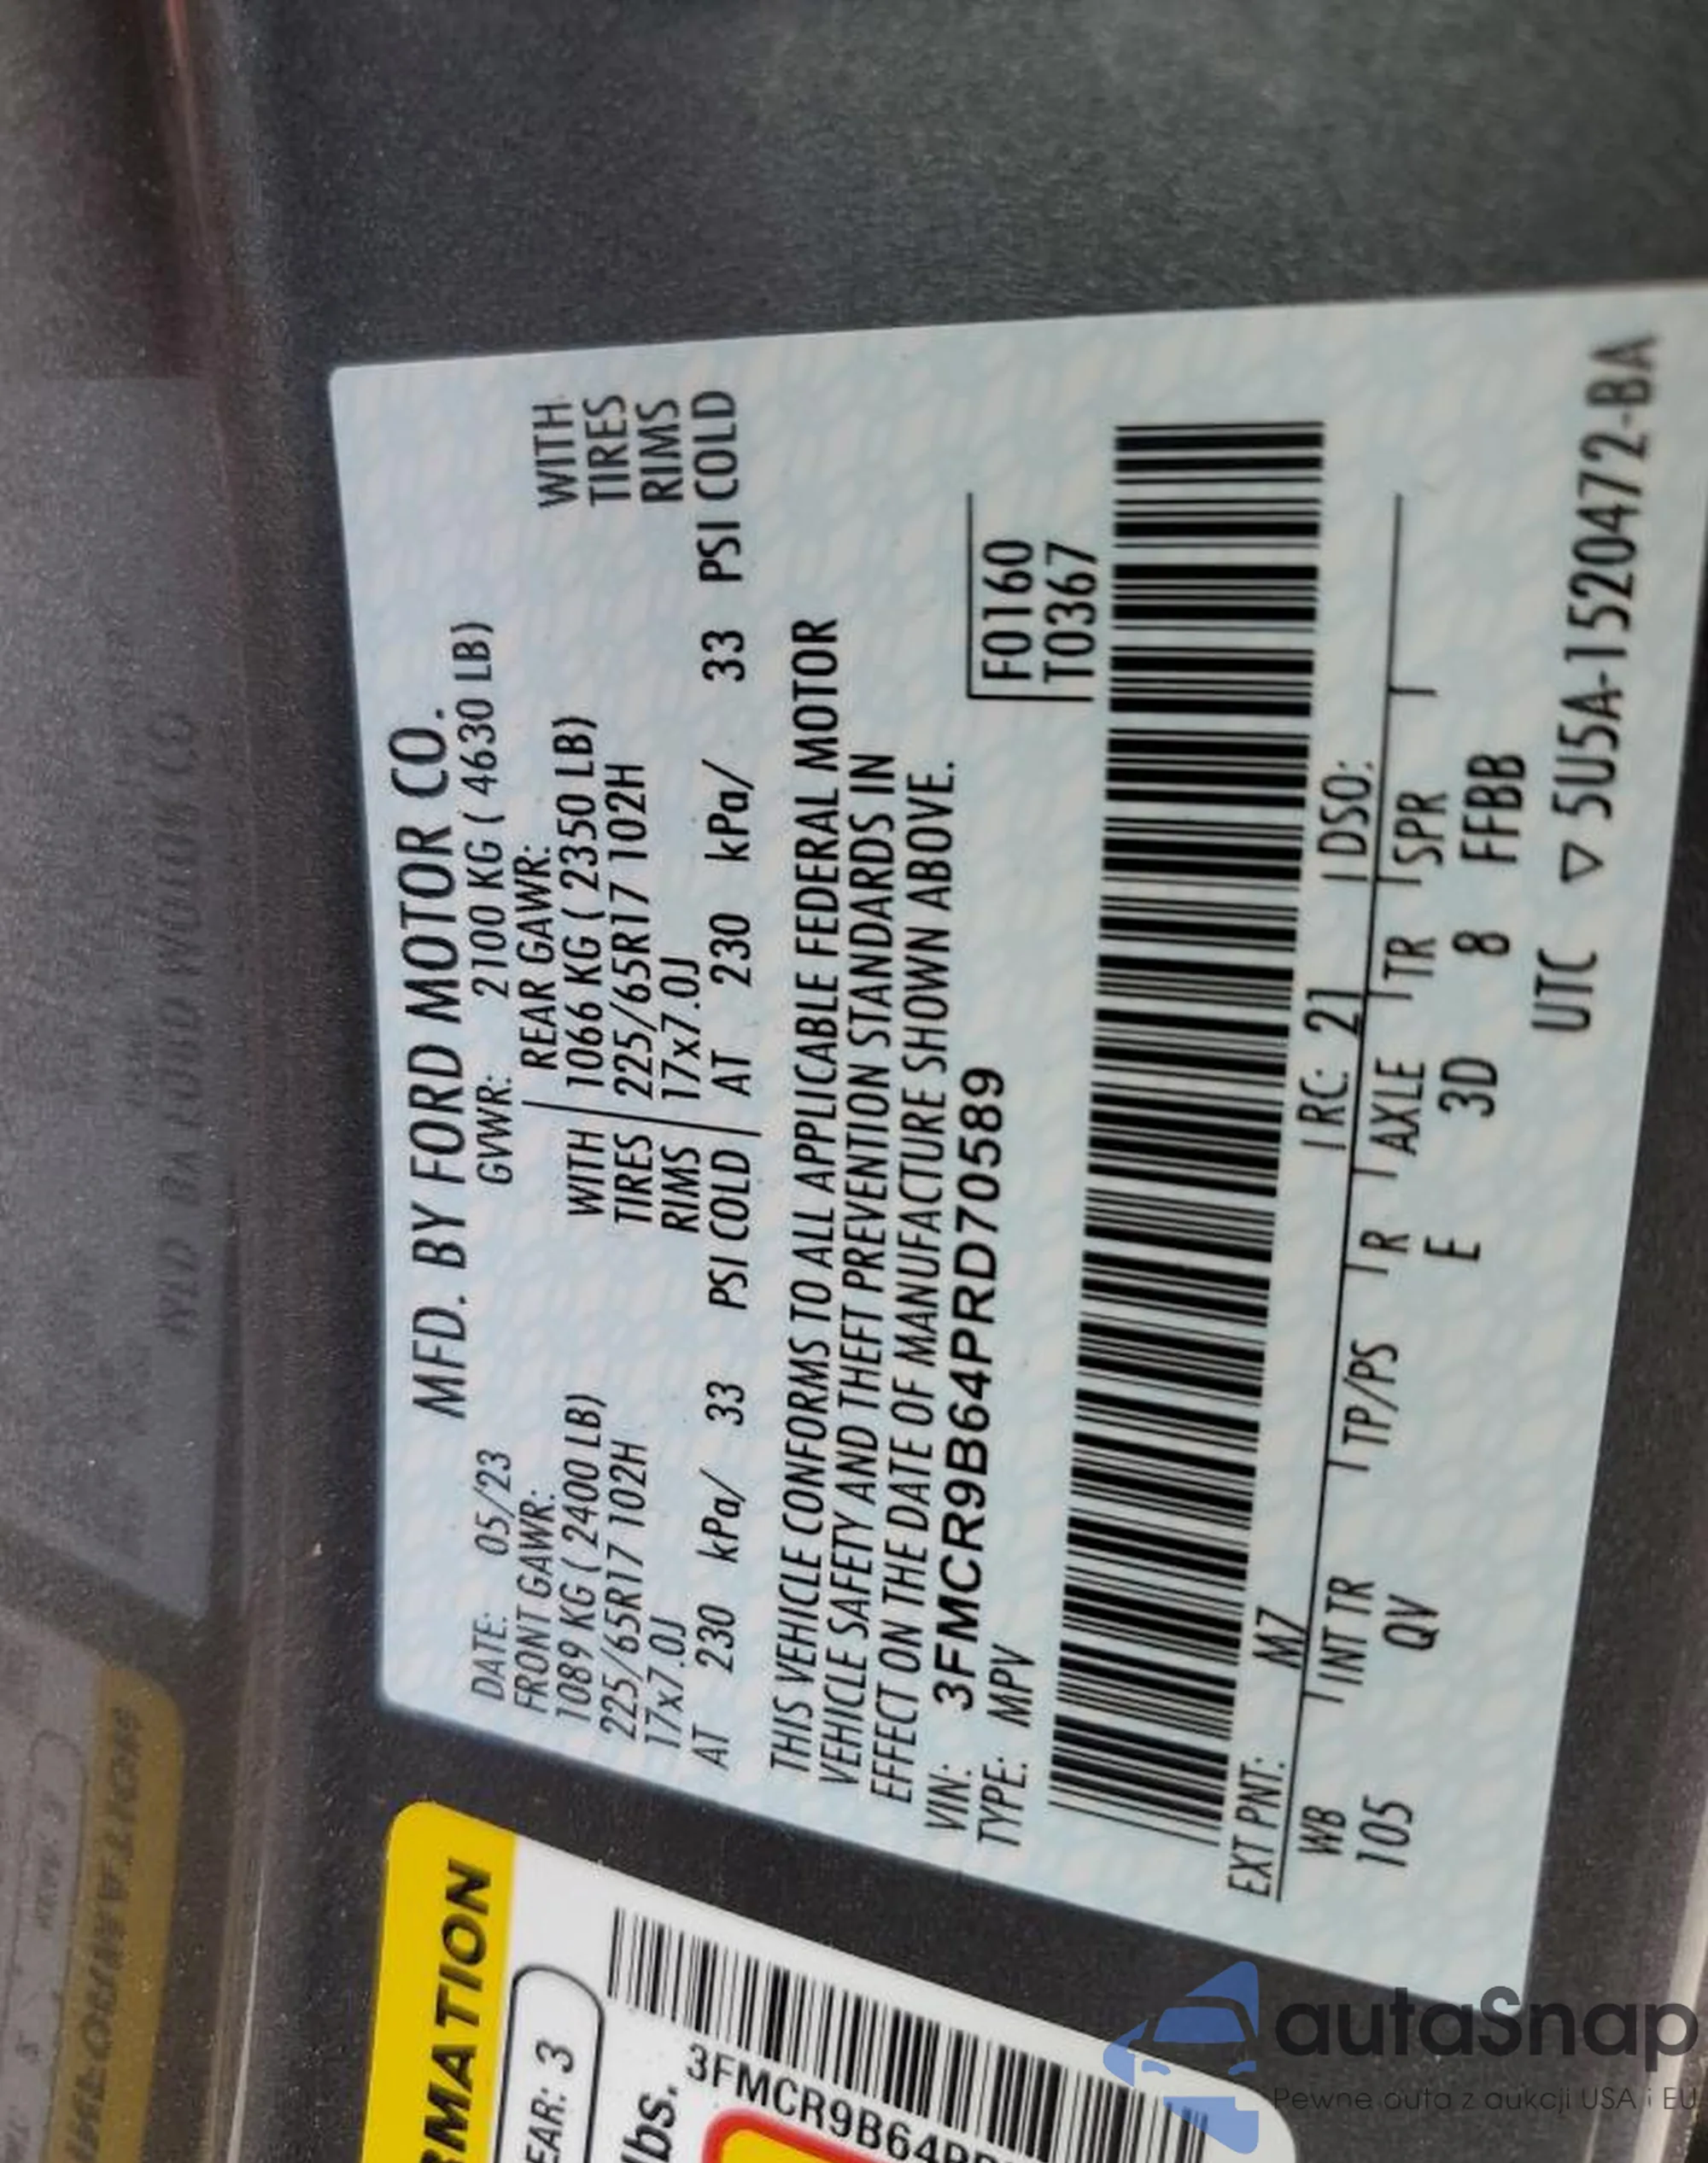 MFD. BY FORD MOTOR CO.
DATE: 05/23 GVWR: 2100 KG ( 4630 LB)
FRONT GAWR: REAR GAWR:
1089 KG ( 2400 LB) WITH 1066 KG ( 2350 LB) WITH
225/65R17 102H TIRES 225/65R17 102H TIRES
17x7.0J RIMS 17x7.0J RIMS
AT 230 kPa/ 33 PSI COLD AT 230 kPa/ 33 PSI COLD
THIS VEHICLE CONFORMS TO ALL APPLICABLE FEDERAL MOTOR
VEHICLE SAFETY AND THEFT PREVENTION STANDARDS IN
EFFECT ON THE DATE OF MANUFACTURE SHOWN ABOVE.
VIN: 3FMCR9B64PRD70589
TYPE: MPV
F0160
T0367
EXT PNT: M7 RC: 21 DSO:
WB INT TR TP/PS R AXLE TR SPR
105 QV E 3D 8 FFBB
UTC ▽ 5U5A-1520472-BA
RMATION
EAR: 3
lbs.
3FMCR9B64PR
autaSnap
Pewne auta z aukcji USA i EU